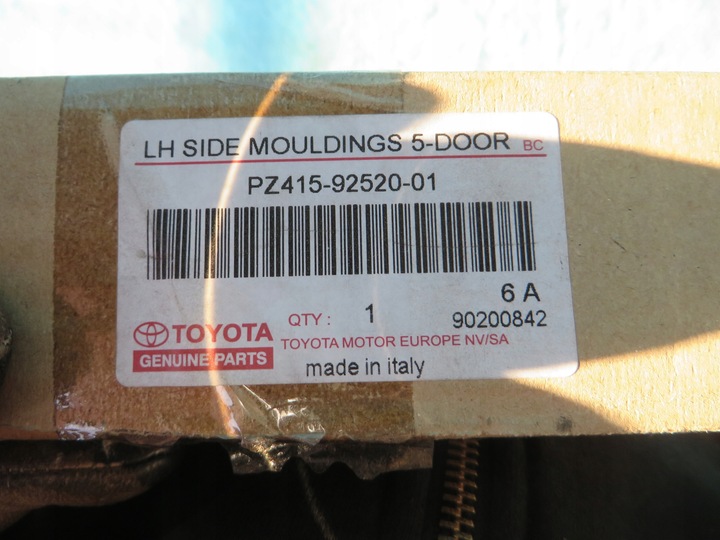 LH SIDE MOULDINGS 5-DOOR BC
PZ415-92520-01
6 A
QTY : 1 90200842
TOYOTA
GENUINE PARTS
TOYOTA MOTOR EUROPE NV/SA
made in italy